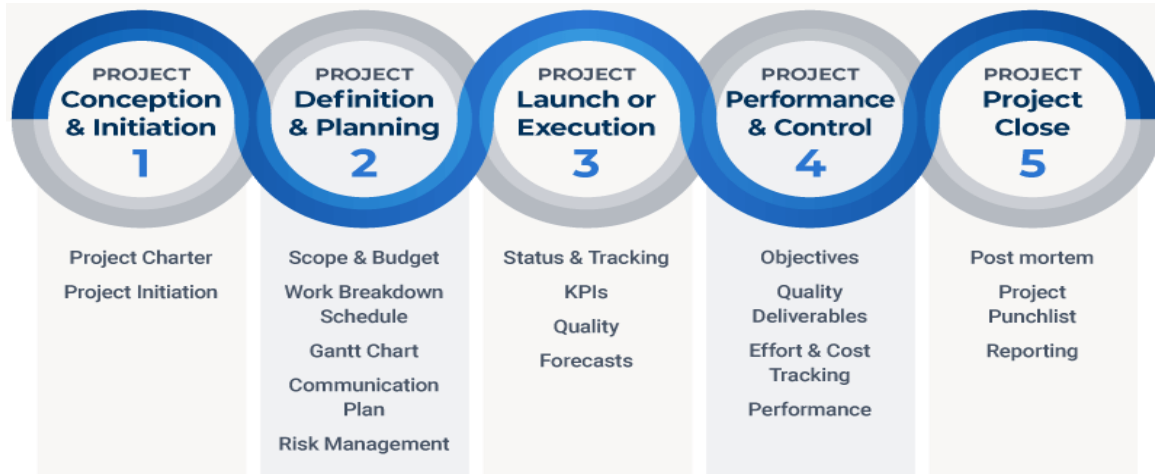 PROJECT
Conception
& Initiation
1
PROJECT
Definition
& Planning
2
PROJECT
Launch or
Execution
3
PROJECT
Performance
& Control
4
PROJECT
Project
Close
5
Project Charter
Project Initiation
Scope & Budget
Work Breakdown
Schedule
Gantt Chart
Communication
Plan
Risk Management
Status & Tracking
KPIs
Quality
Forecasts
Objectives
Quality
Deliverables
Effort & Cost
Tracking
Performance
Post mortem
Project
Punchlist
Reporting